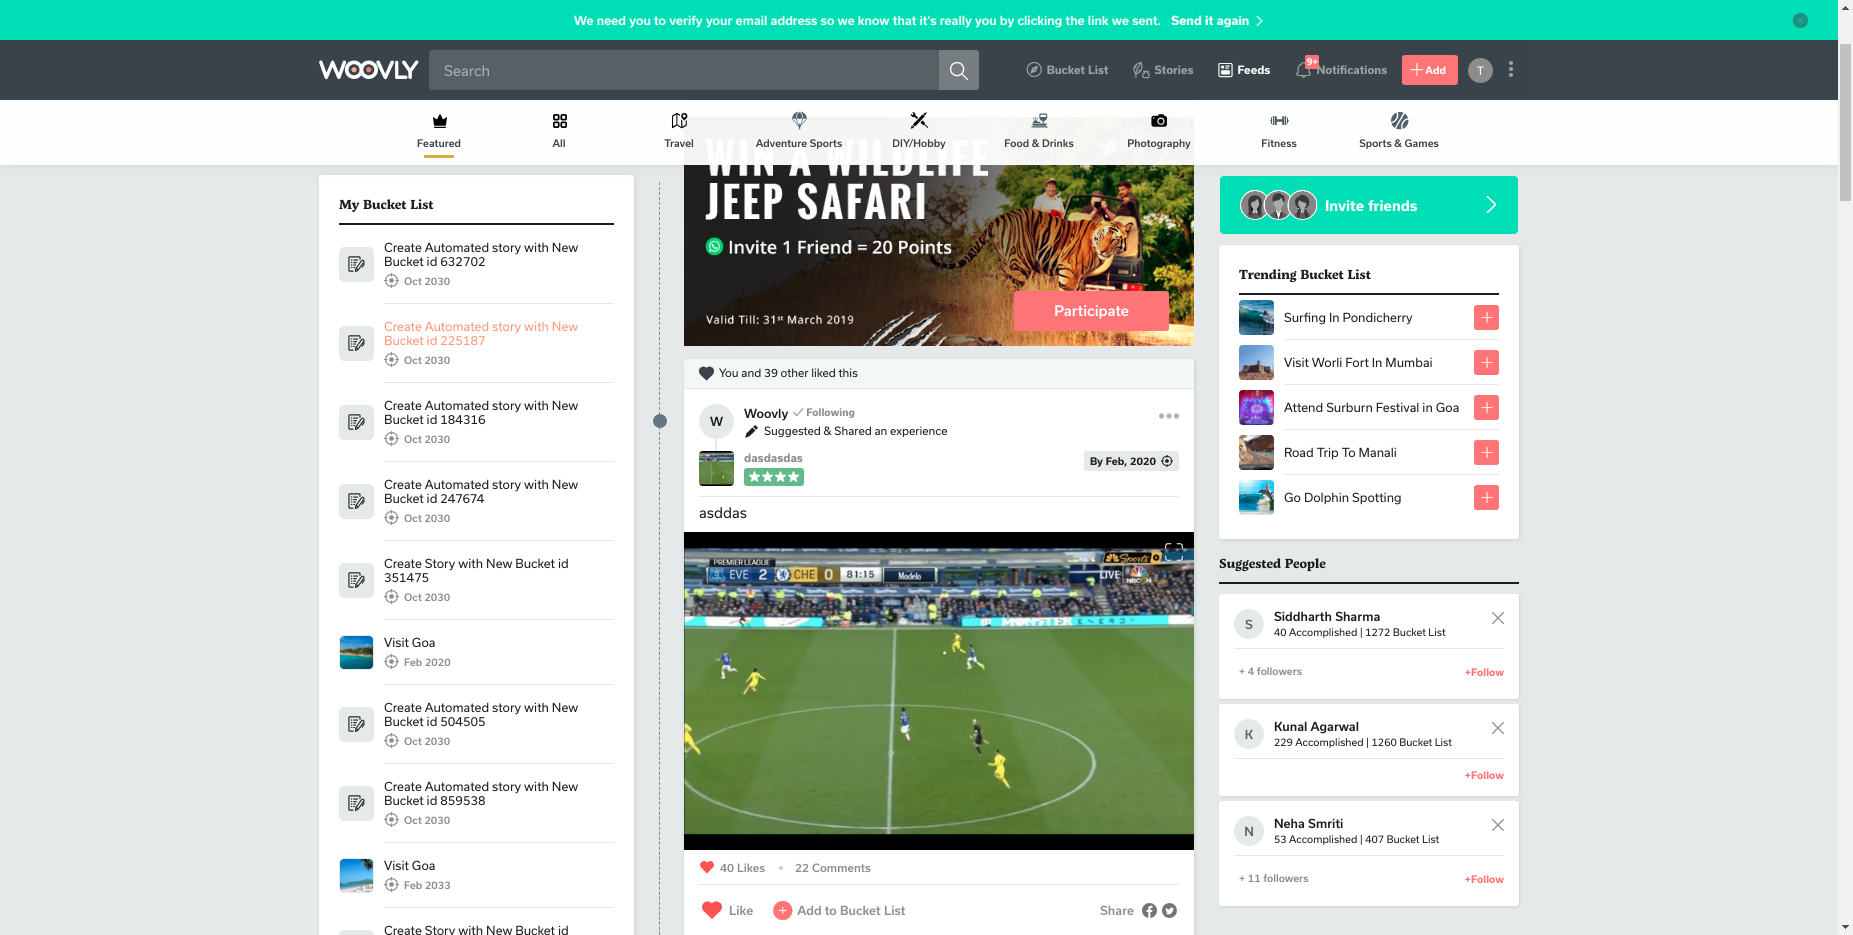 We need you to verify your email address so we know that it's really you by clicking the link we sent. Send it again
WOOVLY
Search
Bucket List
Stories
Feeds
9+
Notifications
+Add
T
Featured
All
Travel
Adventure Sports
DIY/Hobby
Food & Drinks
Photography
Fitness
Sports & Games
My Bucket List
Create Automated story with New
Bucket id 632702
Oct 2030
Create Automated story with New
Bucket id 225187
Oct 2030
Create Automated story with New
Bucket id 184316
Oct 2030
Create Automated story with New
Bucket id 247674
Oct 2030
Create Story with New Bucket id
351475
Oct 2030
Visit Goa
Feb 2020
Create Automated story with New
Bucket id 504505
Oct 2030
Create Automated story with New
Bucket id 859538
Oct 2030
Visit Goa
Feb 2033
Create Story with New Bucket id
WIN A WILDLIFE
JEEP SAFARI
Invite 1 Friend = 20 Points
Participate
Valid Till: 31st March 2019
You and 39 other liked this
W
Woovly
Following
Suggested & Shared an experience
dasdasdas
By Feb, 2020
asddas
PREMIER LEAGUE
EVE 2 CHE 0 81:15 Modelo
Sports
LIVE
NBCSN
MONSTER ENERGY
40 Likes
22 Comments
Like
Add to Bucket List
Share
Invite friends
Trending Bucket List
Surfing In Pondicherry
Visit Worli Fort In Mumbai
Attend Surburn Festival in Goa
Road Trip To Manali
Go Dolphin Spotting
Suggested People
S
Siddharth Sharma
40 Accomplished | 1272 Bucket List
+ 4 followers
+Follow
K
Kunal Agarwal
229 Accomplished | 1260 Bucket List
+Follow
N
Neha Smriti
53 Accomplished | 407 Bucket List
+ 11 followers
+Follow